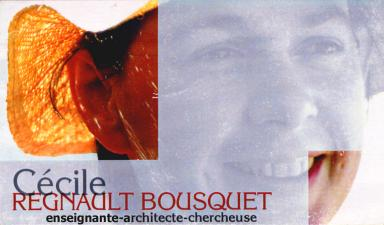 Cécile
REGNAULT BOUSQUET
enseignante-architecte-chercheuse